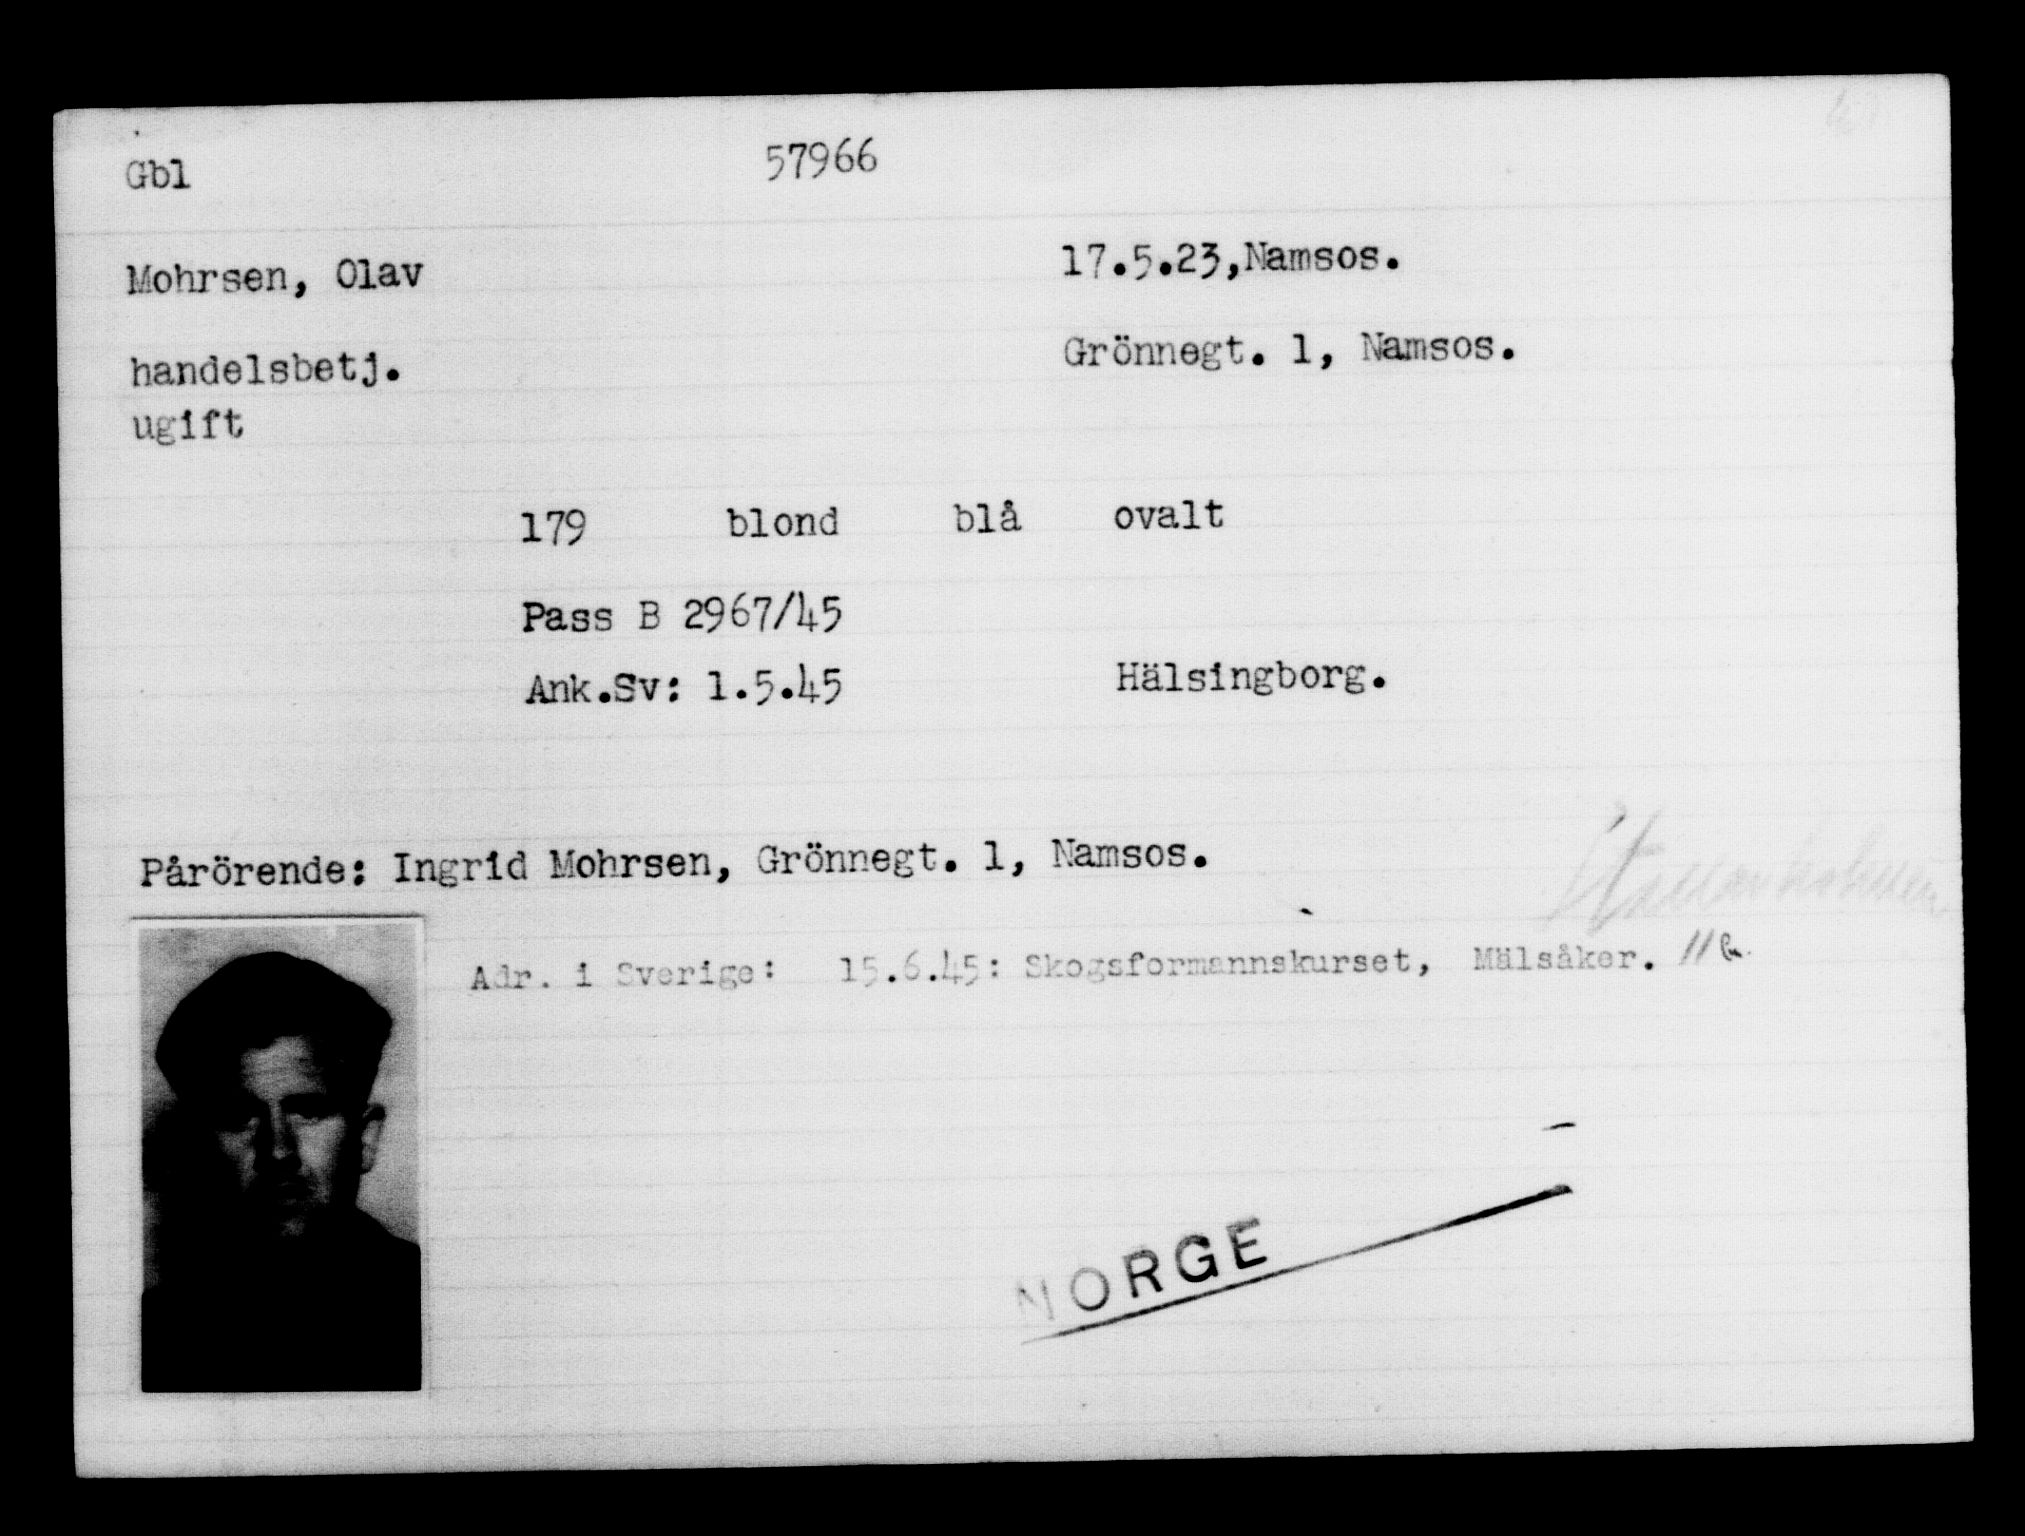 Gbl 57966
Mohrsen, Olav 17.5.23,Namsos.
handelsbetj. Grönnegt. 1, Namsos.
ugift
179 blond blå ovalt
Pass B 2967/45
Ank.Sv: 1.5.45 Hälsingborg.
Pårörende: Ingrid Mohrsen, Grönnegt. 1, Namsos.
Adr. i Sverige: 15.6.45: Skogsformannskurset, Mälsåker.
NORGE